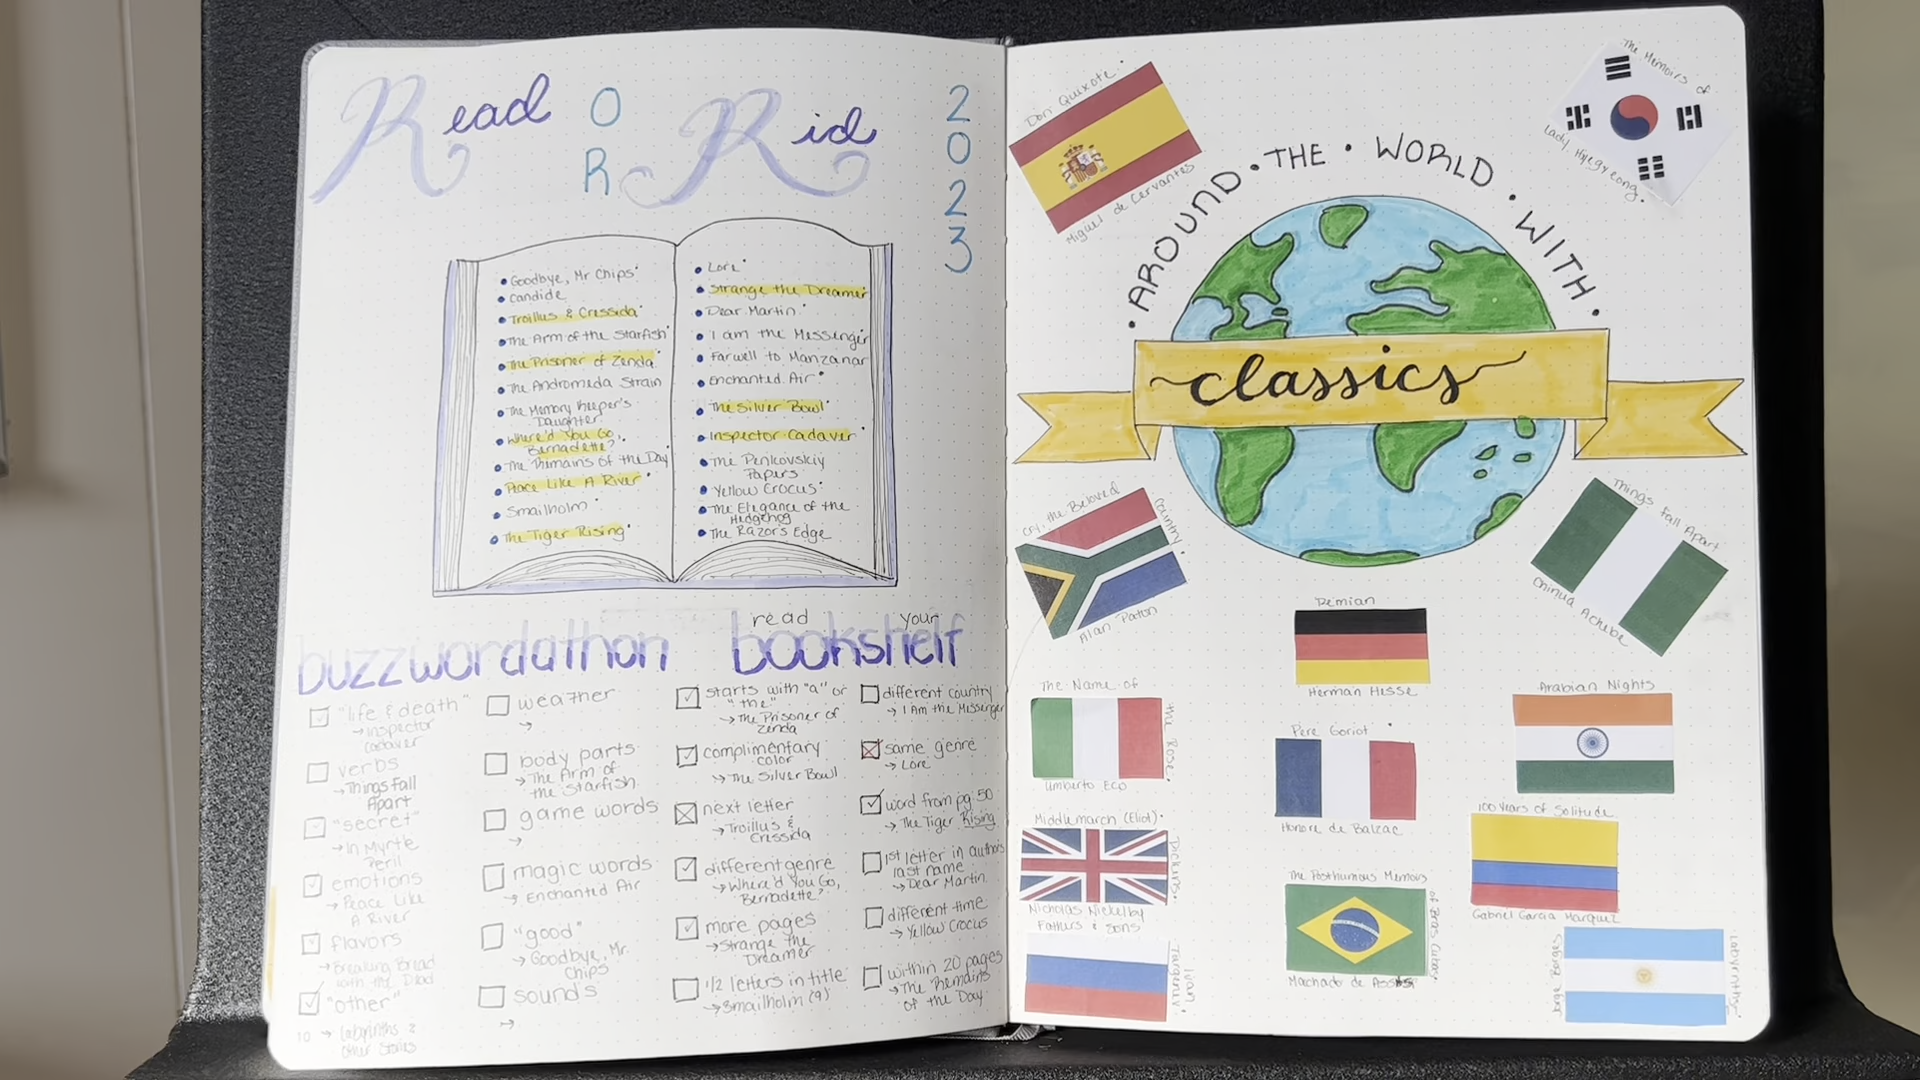 Read OR Rid
2023
• Goodbye, Mr Chips
• Candide
• Troillus & Cressida
• The Arm of the Starfish
• The Prisoner of Zenda
• The Andromeda Strain
• The Memory Keeper's
Daughter
• Where'd You Go,
Bernadette?
• The Remains of the Day
• Peace Like A River
• Smailholm
• The Tiger Rising
• Lore
• Strange the Dreamer
• Dear Martin
• I am the Messenger
• Farwell to Manzanar
• Enchanted Air
• The Silver Bowl
• Inspector Cadaver
• The Penkovskiy
Papers
• Yellow Crocus
• The Elegance of the
Hedgehog
• The Razors Edge
buzzwordathon
"life & death"
→ Inspector
Cadaver
verbs
→ Things Fall
Apart
"secret"
→ In Myrtle
Peril
emotions
→ Peace Like
A River
flavors
→ Breaking Bread
with the Dead
"other"
→ Labyrinths &
Other Stories
10
weather
→
body parts
→ The Arm of
the Starfish
game words
→
magic words
→ Enchanted Air
"good"
→ Goodbye, Mr.
Chips
sounds
→
read your
bookshelf
starts with "a" or
"the"
→ The Prisoner of
Zenda
complimentary
color
→ The Silver Bowl
next letter
→ Troillus &
Cressida
different genre
→ Where'd You Go,
Bernadette?
more pages
→ Strange the
Dreamer
1/2 letters in title
→ Smailholm (9)
different country
→ I Am the Messenger
same genre
→ Lore
word from pg 50
→ The Tiger Rising
1st letter in authors
last name
→ Dear Martin
different time
→ Yellow Crocus
within 20 pages
→ The Remains
of the Day
Don Quixote
Miguel de Cervantes
The Memoirs of
Lady Hyegyeong
• AROUND • THE • WORLD • WITH •
classics
Cry, the Beloved
Country
Alan Paton
Things Fall Apart
Chinua Achebe
Demian
Herman Hesse
The Name of
the Rose
Umberto Eco
Pere Goriot
Honore de Balzac
Arabian Nights
Middlemarch (Eliot)
Dickens
Nicholas Nickelby
100 Years of Solitude
Gabriel Garcia Marquez
The Posthumous Memoirs
of Bras Cubas
Machado de Assis
Fathers & Sons
Ivan
Turgenev
Labyrinths
Jorge Borges